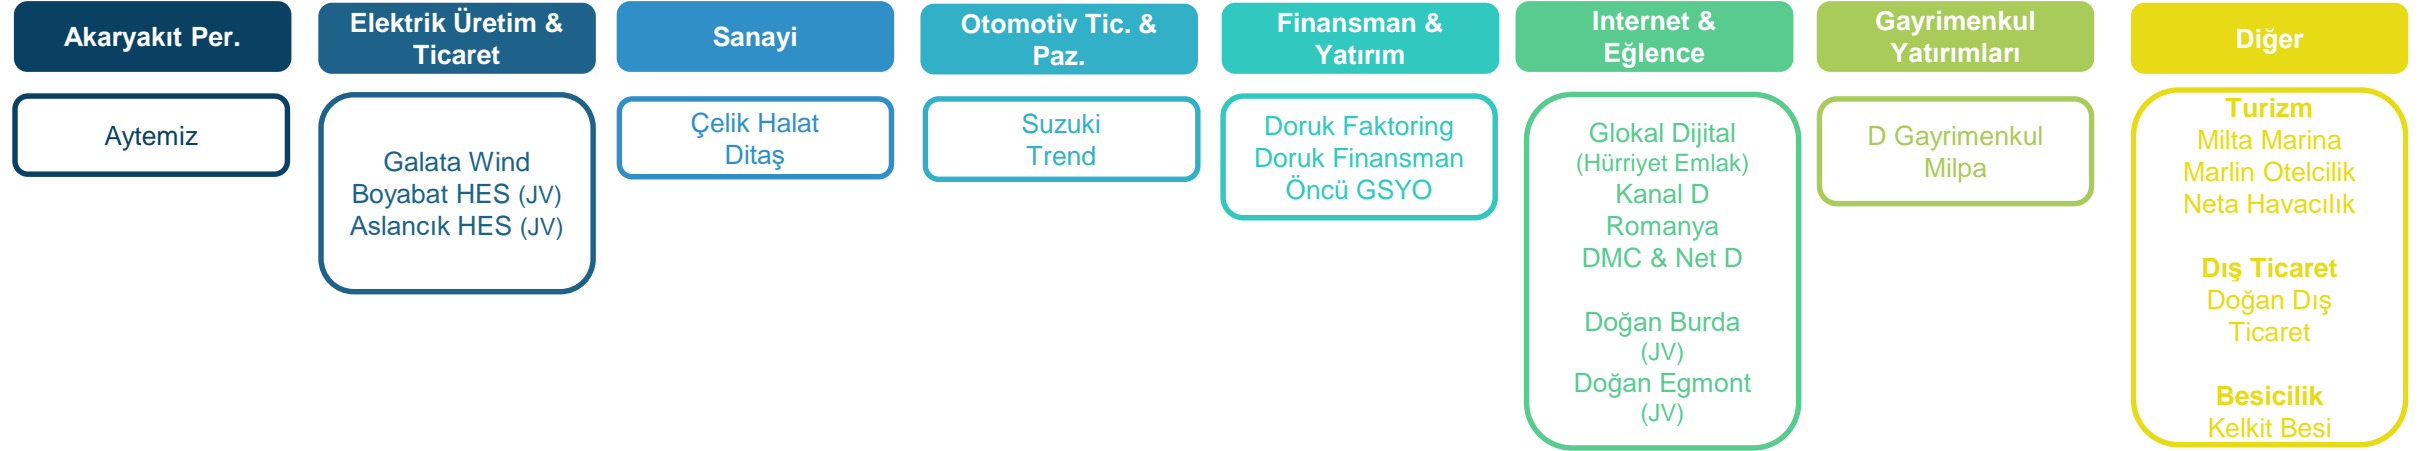 Akaryakıt Per.
Aytemiz
Elektrik Üretim &
Ticaret
Galata Wind
Boyabat HES (JV)
Aslancık HES (JV)
Sanayi
Çelik Halat
Ditaş
Otomotiv Tic. &
Paz.
Suzuki
Trend
Finansman &
Yatırım
Doruk Faktoring
Doruk Finansman
Öncü GSYO
Internet &
Eğlence
Glokal Dijital
(Hürriyet Emlak)
Kanal D
Romanya
DMC & Net D
Doğan Burda
(JV)
Doğan Egmont
(JV)
Gayrimenkul
Yatırımları
D Gayrimenkul
Milpa
Diğer
Turizm
Milta Marina
Marlin Otelcilik
Neta Havacılık
Dış Ticaret
Doğan Dış
Ticaret
Besicilik
Kelkit Besi